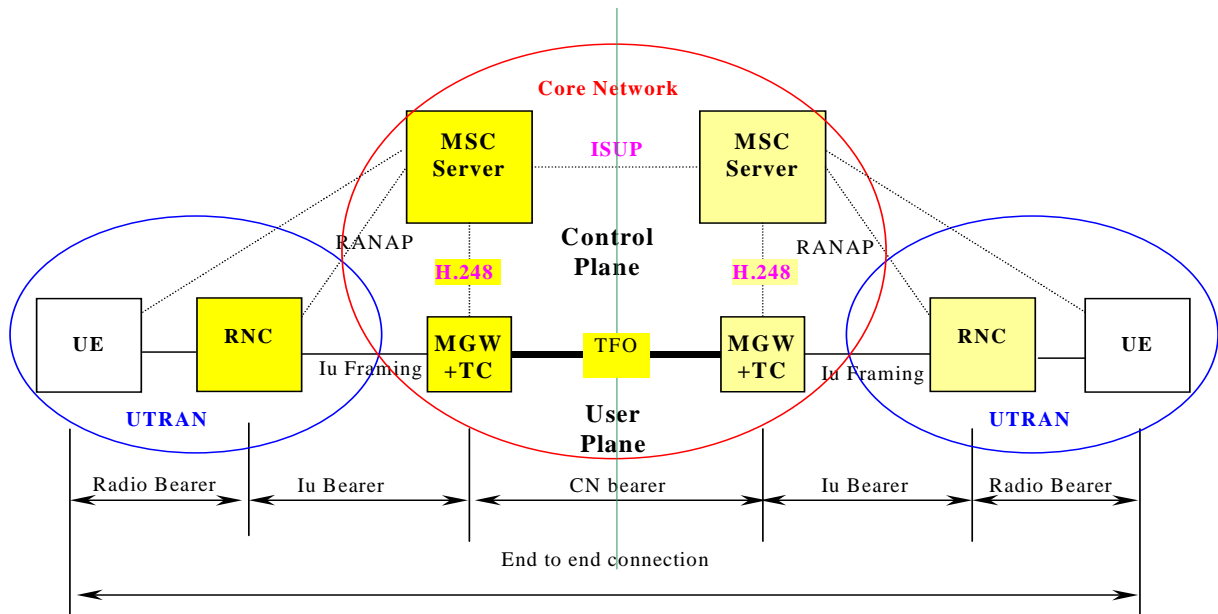 Core Network
MSC
Server
ISUP
MSC
Server
RANAP
Control
Plane
RANAP
H.248
H.248
UE
RNC
MGW
+TC
TFO
MGW
+TC
RNC
UE
Iu Framing
Iu Framing
UTRAN
User
Plane
UTRAN
Radio Bearer
Iu Bearer
CN bearer
Iu Bearer
Radio Bearer
End to end connection